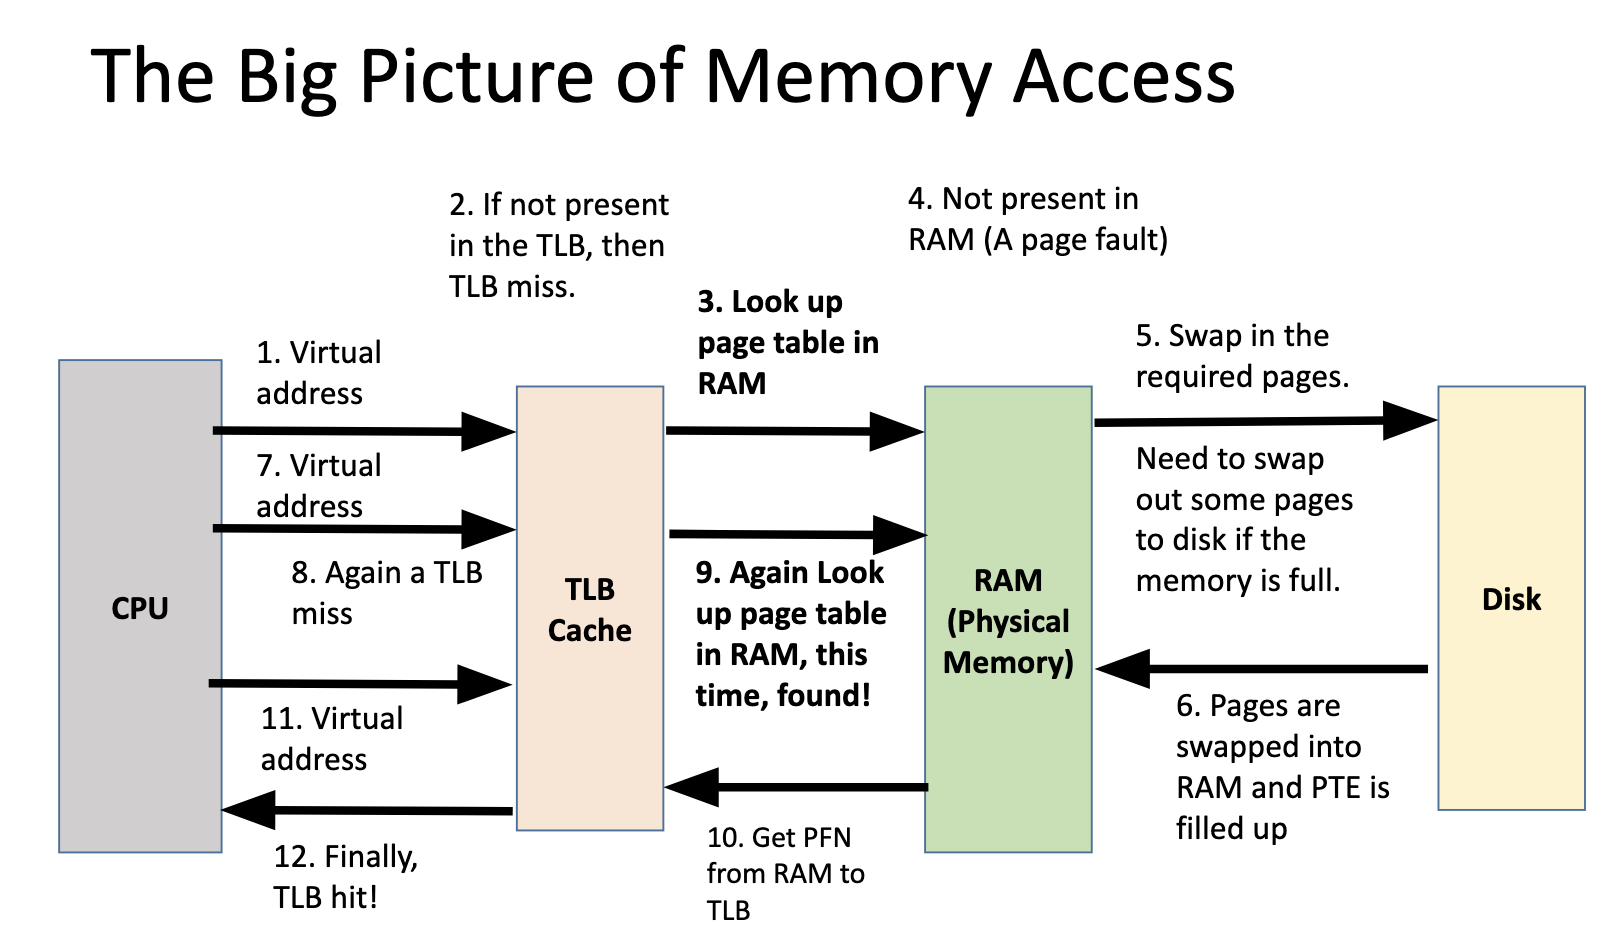 The Big Picture of Memory Access
2. If not present
in the TLB, then
TLB miss.
4. Not present in
RAM (A page fault)
3. Look up
page table in
RAM
1. Virtual
address
5. Swap in the
required pages.
7. Virtual
address
Need to swap
out some pages
to disk if the
memory is full.
8. Again a TLB
miss
9. Again Look
up page table
in RAM, this
time, found!
CPU
TLB
Cache
RAM
(Physical
Memory)
Disk
11. Virtual
address
6. Pages are
swapped into
RAM and PTE is
filled up
12. Finally,
TLB hit!
10. Get PFN
from RAM to
TLB